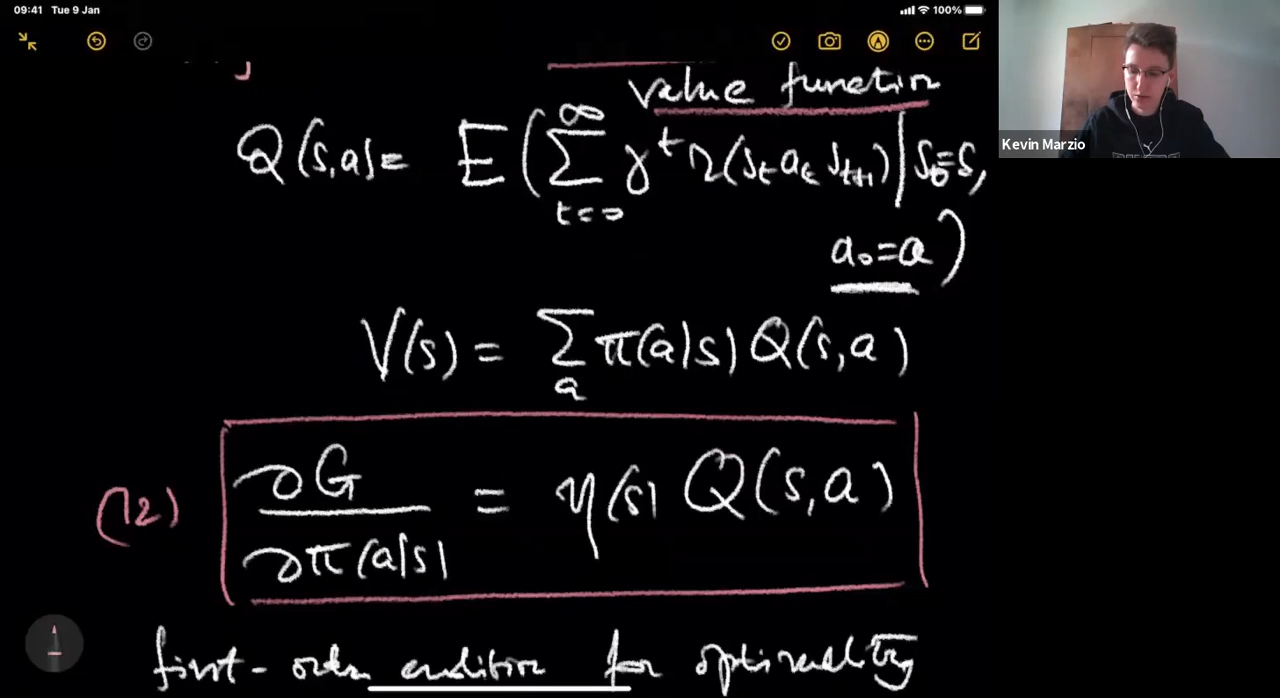 09:41 Tue 9 Jan
100%
Kevin Marzio
value function
Q(s,a) = E(∑_{t=0}^{∞} γ^t r(s_t a_t s_{t+1}) | s_0=s,
a_0=a)
V(s) = ∑_a π(a|s) Q(s,a)
(12) ∂G/∂π(a|s) = η(s) Q(s,a)
first-order condition for optimality